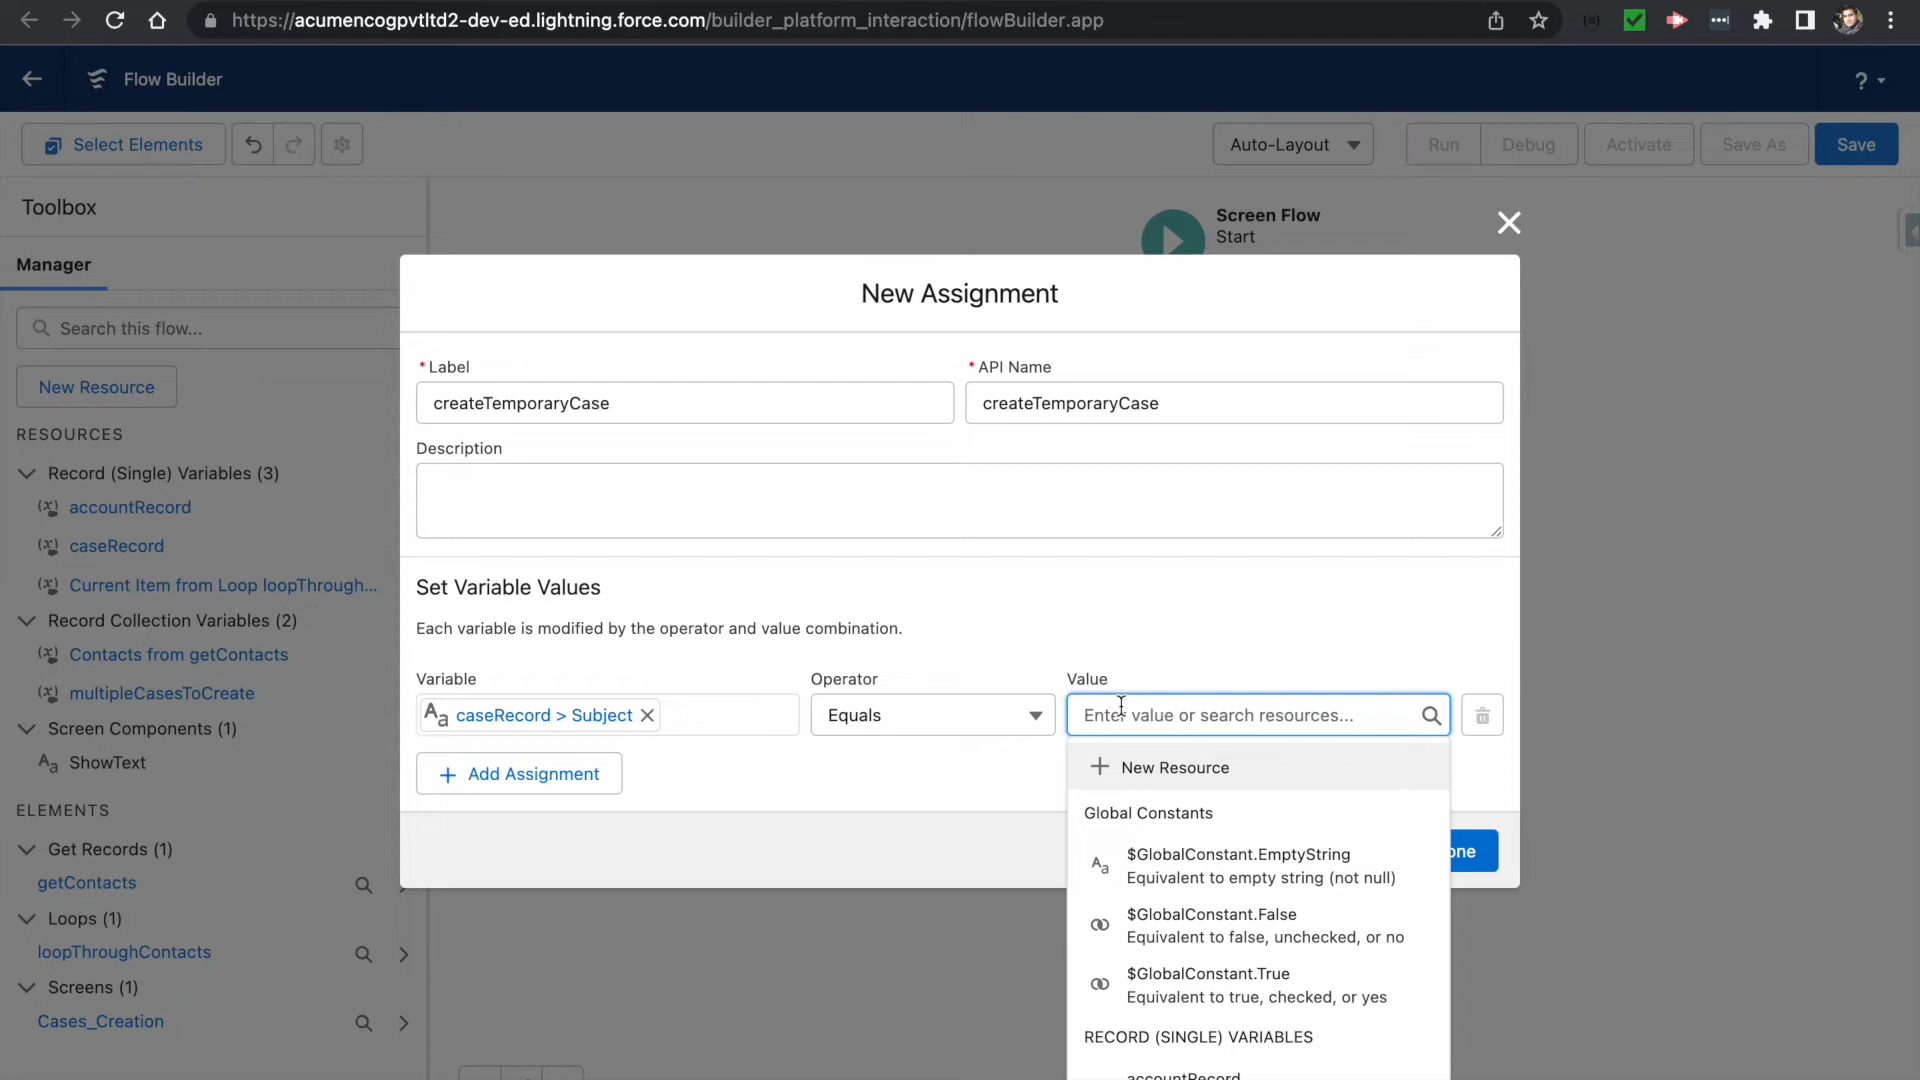 https://acumencogpvtltd2-dev-ed.lightning.force.com/builder_platform_interaction/flowBuilder.app
Flow Builder
?
Select Elements
Auto-Layout
Run
Debug
Activate
Save As
Save
Toolbox
Screen Flow
Start
Manager
New Assignment
Search this flow...
* Label
* API Name
New Resource
createTemporaryCase
createTemporaryCase
RESOURCES
Description
Record (Single) Variables (3)
accountRecord
caseRecord
Current Item from Loop loopThrough...
Set Variable Values
Record Collection Variables (2)
Each variable is modified by the operator and value combination.
Contacts from getContacts
multipleCasesToCreate
Variable
Operator
Value
Aa caseRecord > Subject
Equals
Enter value or search resources...
Screen Components (1)
Aa ShowText
Add Assignment
New Resource
ELEMENTS
Global Constants
Get Records (1)
getContacts
Aa $GlobalConstant.EmptyString
Equivalent to empty string (not null)
one
Loops (1)
$GlobalConstant.False
Equivalent to false, unchecked, or no
loopThroughContacts
Screens (1)
$GlobalConstant.True
Equivalent to true, checked, or yes
Cases_Creation
RECORD (SINGLE) VARIABLES
accountRecord